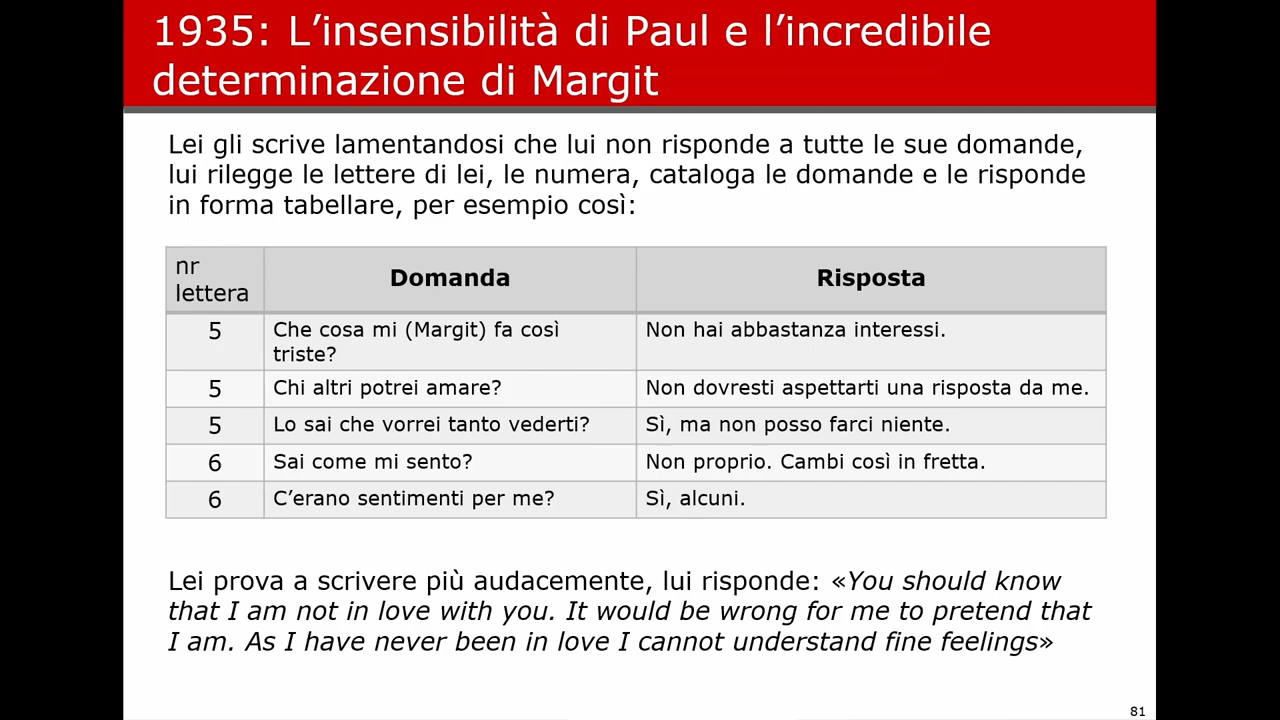 1935: L’insensibilità di Paul e l’incredibile
determinazione di Margit
Lei gli scrive lamentandosi che lui non risponde a tutte le sue domande,
lui rilegge le lettere di lei, le numera, cataloga le domande e le risponde
in forma tabellare, per esempio così:
nr
lettera
Domanda
Risposta
5
Che cosa mi (Margit) fa così
triste?
Non hai abbastanza interessi.
5
Chi altri potrei amare?
Non dovresti aspettarti una risposta da me.
5
Lo sai che vorrei tanto vederti?
Sì, ma non posso farci niente.
6
Sai come mi sento?
Non proprio. Cambi così in fretta.
6
C’erano sentimenti per me?
Sì, alcuni.
Lei prova a scrivere più audacemente, lui risponde: «You should know
that I am not in love with you. It would be wrong for me to pretend that
I am. As I have never been in love I cannot understand fine feelings»
81